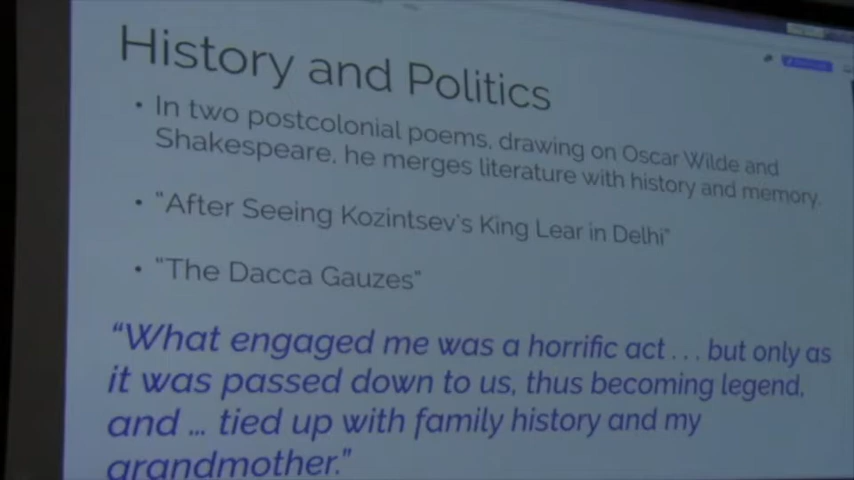 History and Politics
• In two postcolonial poems, drawing on Oscar Wilde and
Shakespeare, he merges literature with history and memory.
• "After Seeing Kozintsev's King Lear in Delhi"
• "The Dacca Gauzes"
"What engaged me was a horrific act . . . but only as
it was passed down to us, thus becoming legend,
and ... tied up with family history and my
grandmother."